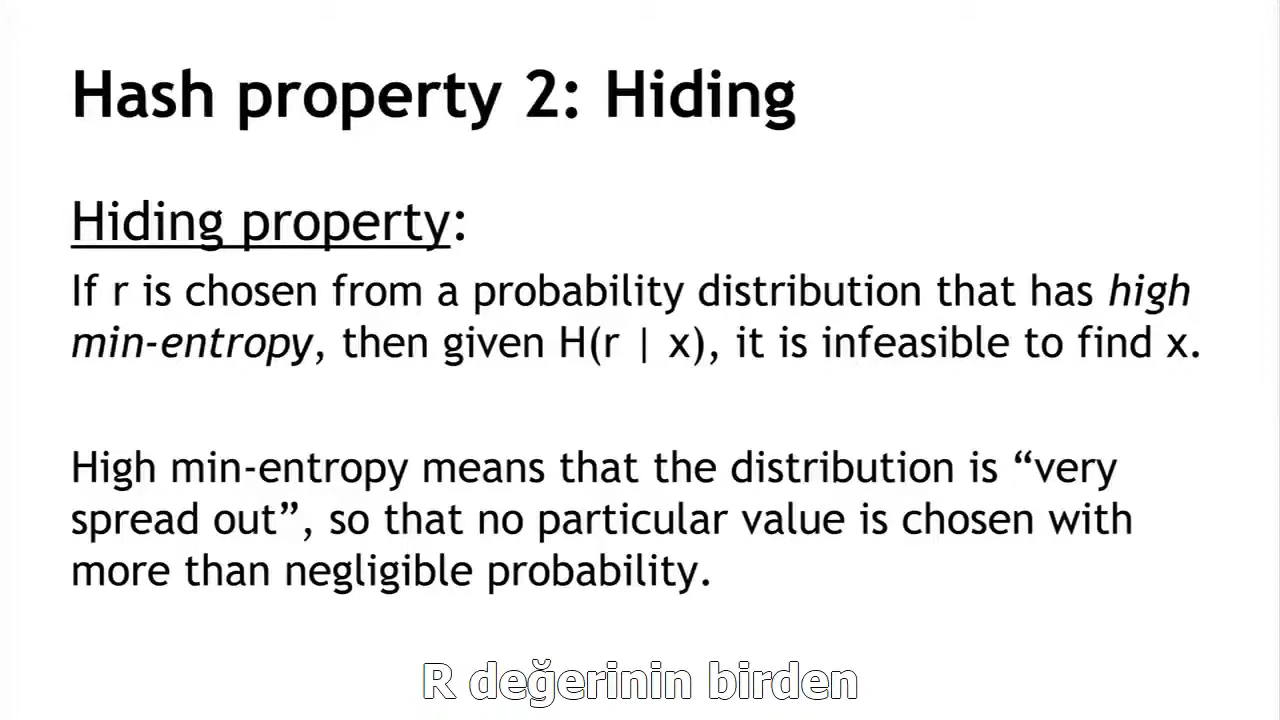 Hash property 2: Hiding
Hiding property:
If r is chosen from a probability distribution that has high
min-entropy, then given H(r | x), it is infeasible to find x.
High min-entropy means that the distribution is “very
spread out”, so that no particular value is chosen with
more than negligible probability.
R değerinin birden